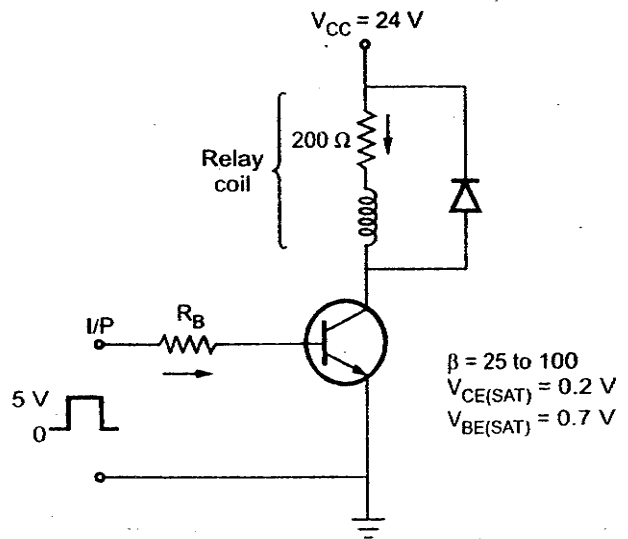 V_CC = 24 V
200 Ω
Relay
coil
I/P
R_B
5 V
0
β = 25 to 100
V_CE(SAT) = 0.2 V
V_BE(SAT) = 0.7 V